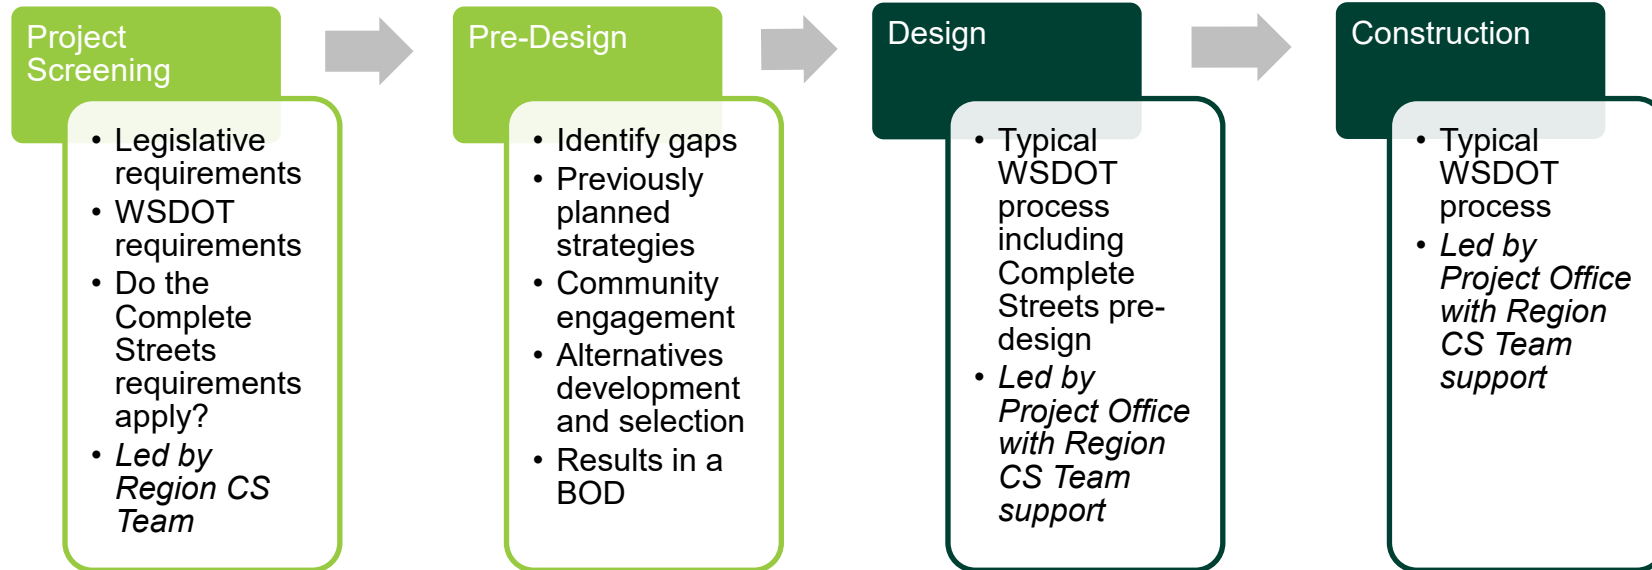 Project
Screening
• Legislative
requirements
• WSDOT
requirements
• Do the
Complete
Streets
requirements
apply?
• Led by
Region CS
Team
Pre-Design
• Identify gaps
• Previously
planned
strategies
• Community
engagement
• Alternatives
development
and selection
• Results in a
BOD
Design
• Typical
WSDOT
process
including
Complete
Streets pre-
design
• Led by
Project Office
with Region
CS Team
support
Construction
• Typical
WSDOT
process
• Led by
Project Office
with Region
CS Team
support